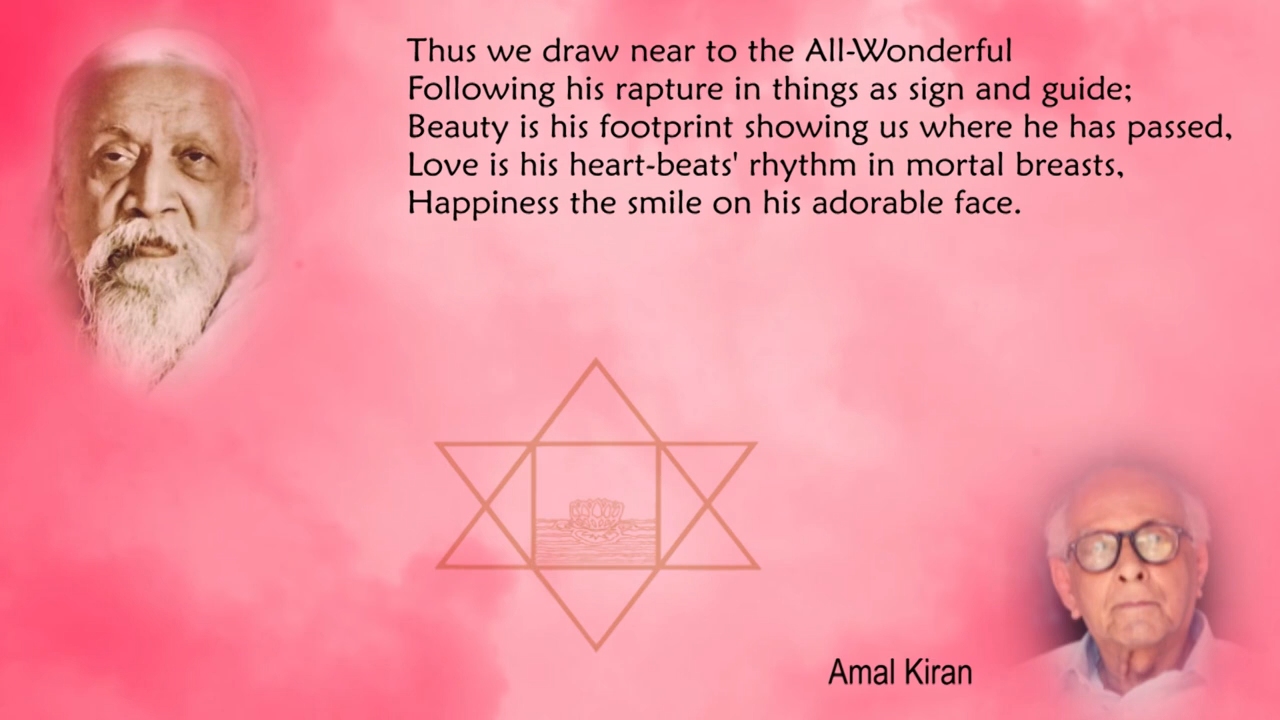 Thus we draw near to the All-Wonderful
Following his rapture in things as sign and guide;
Beauty is his footprint showing us where he has passed,
Love is his heart-beats' rhythm in mortal breasts,
Happiness the smile on his adorable face.
Amal Kiran